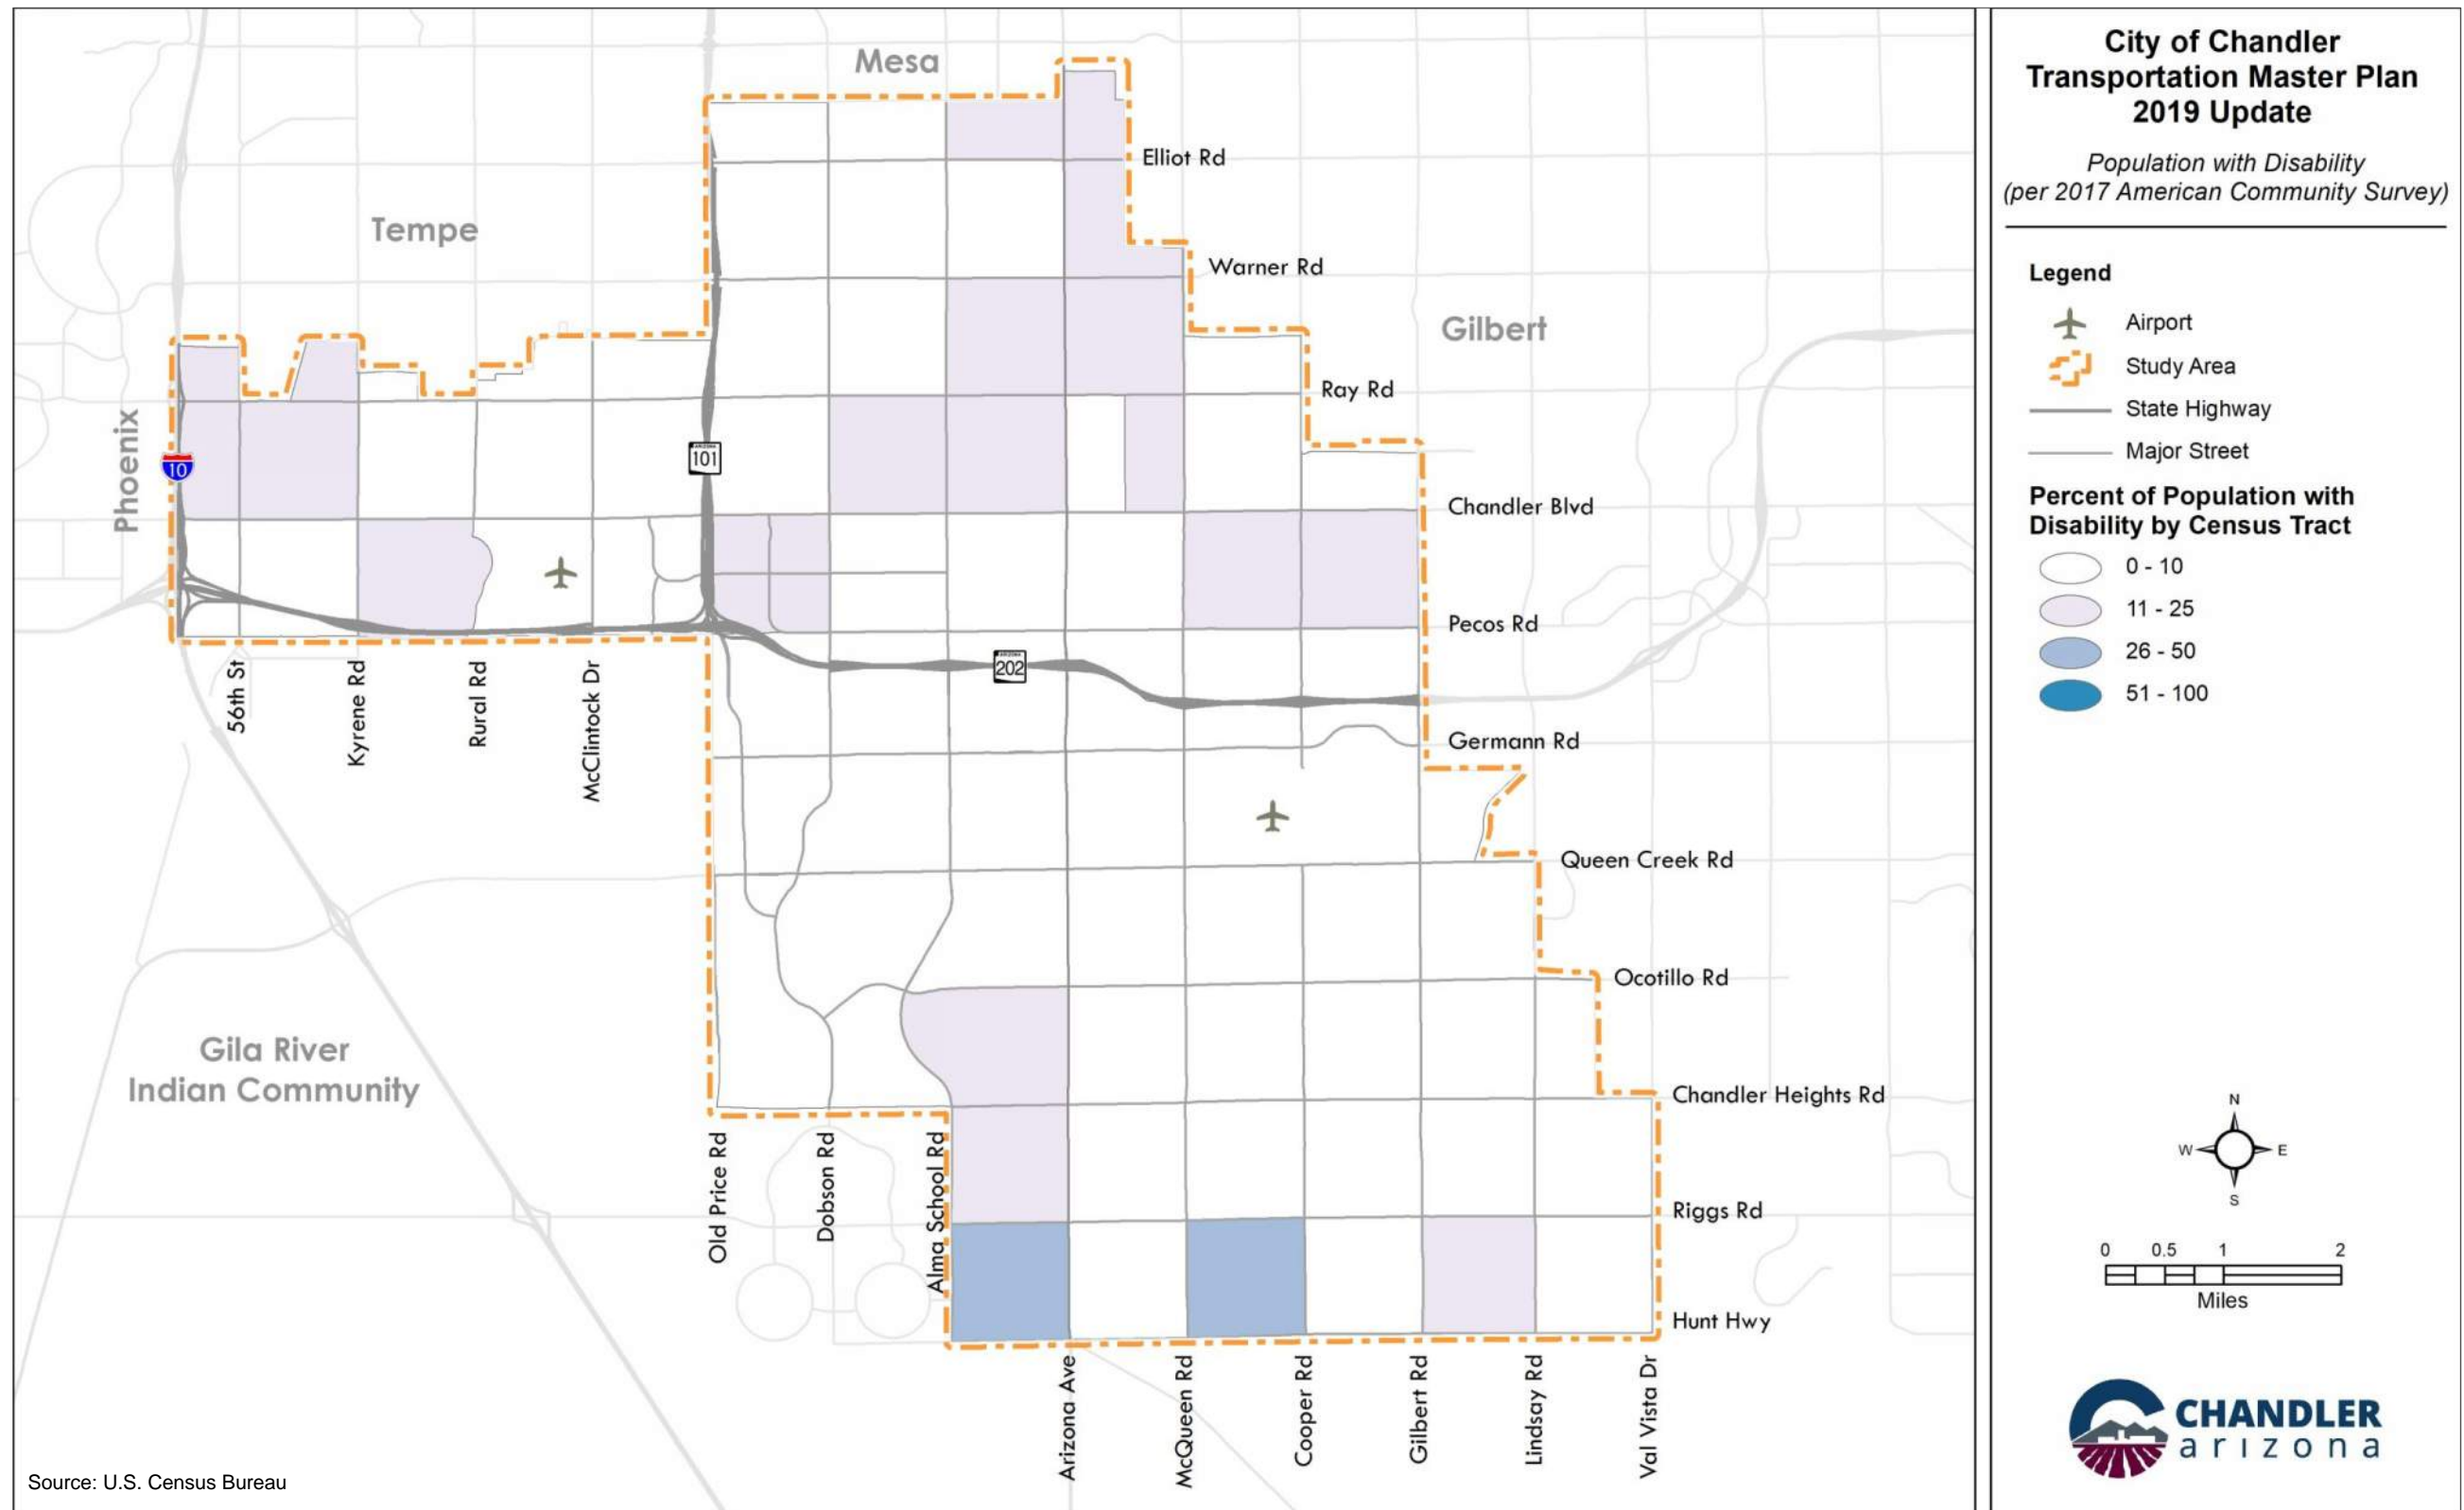 Mesa
Tempe
Gilbert
Phoenix
Gila River
Indian Community
Elliot Rd
Warner Rd
Ray Rd
Chandler Blvd
Pecos Rd
Germann Rd
Queen Creek Rd
Ocotillo Rd
Chandler Heights Rd
Riggs Rd
Hunt Hwy
10
ARIZONA
101
ARIZONA
202
56th St
Kyrene Rd
Rural Rd
McClintock Dr
Old Price Rd
Dobson Rd
Alma School Rd
Arizona Ave
McQueen Rd
Cooper Rd
Gilbert Rd
Lindsay Rd
Val Vista Dr
Source: U.S. Census Bureau
City of Chandler
Transportation Master Plan
2019 Update
Population with Disability
(per 2017 American Community Survey)
Legend
Airport
Study Area
State Highway
Major Street
Percent of Population with
Disability by Census Tract
0 - 10
11 - 25
26 - 50
51 - 100
N
W E
S
0 0.5 1 2
Miles
CHANDLER
arizona